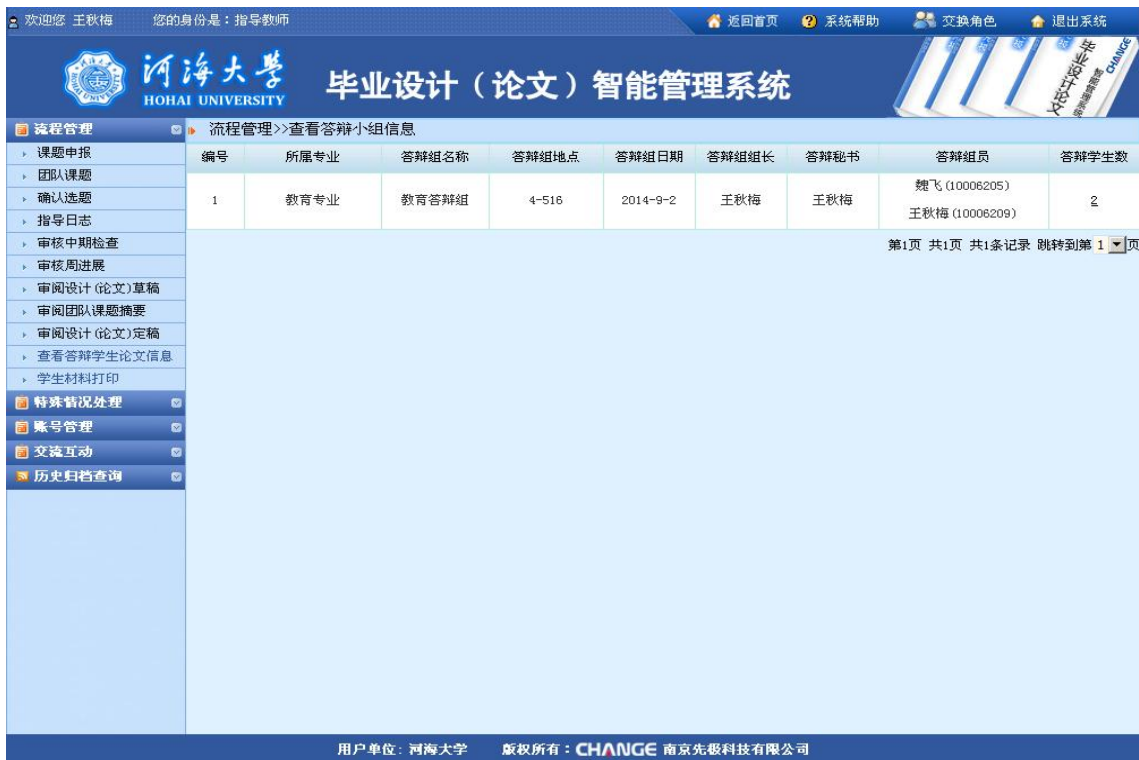 欢迎您 王秋梅 您的身份是：指导教师 返回首页 系统帮助 交换角色 退出系统
河海大学
HOHAI UNIVERSITY
毕业设计（论文）智能管理系统
毕业设计论文
智能管理系统
CHANGE
流程管理
课题申报
团队课题
确认选题
指导日志
审核中期检查
审核周进展
审阅设计(论文)草稿
审阅团队课题摘要
审阅设计(论文)定稿
查看答辩学生论文信息
学生材料打印
特殊情况处理
账号管理
交流互动
历史归档查询
流程管理>>查看答辩小组信息
编号 所属专业 答辩组名称 答辩组地点 答辩组日期 答辩组组长 答辩秘书 答辩组员 答辩学生数
1 教育专业 教育答辩组 4-516 2014-9-2 王秋梅 王秋梅 魏飞(10006205) 2
王秋梅(10006209)
第1页 共1页 共1条记录 跳转到第 1 页
用户单位：河海大学 版权所有：CHANGE 南京先极科技有限公司